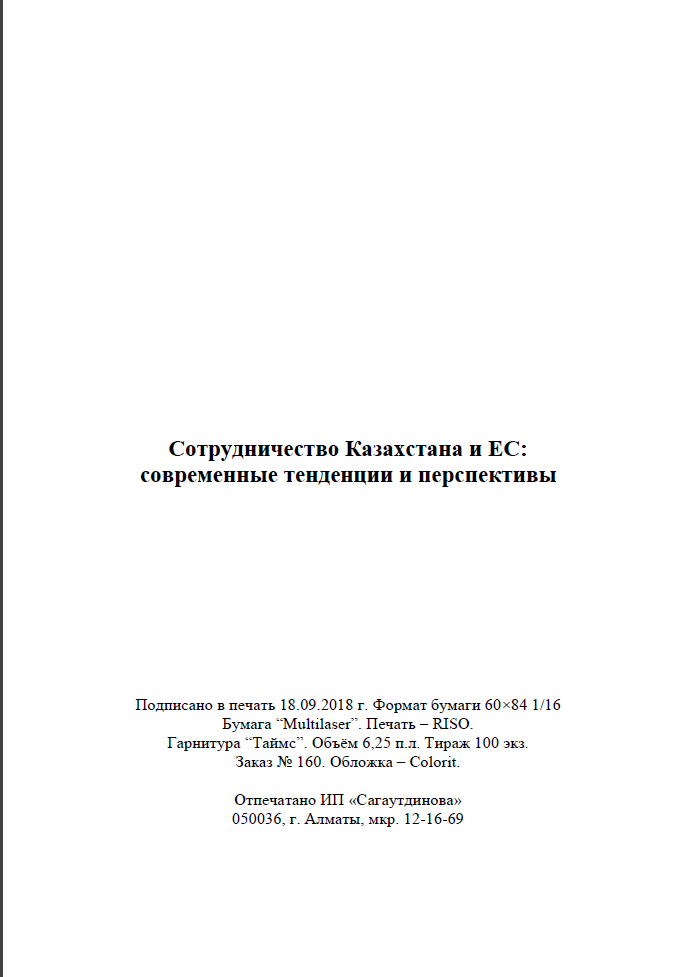 Сотрудничество Казахстана и ЕС:
современные тенденции и перспективы
Подписано в печать 18.09.2018 г. Формат бумаги 60×84 1/16
Бумага “Multilaser”. Печать – RISO.
Гарнитура “Таймс”. Объём 6,25 п.л. Тираж 100 экз.
Заказ № 160. Обложка – Colorit.
Отпечатано ИП «Сагаутдинова»
050036, г. Алматы, мкр. 12-16-69